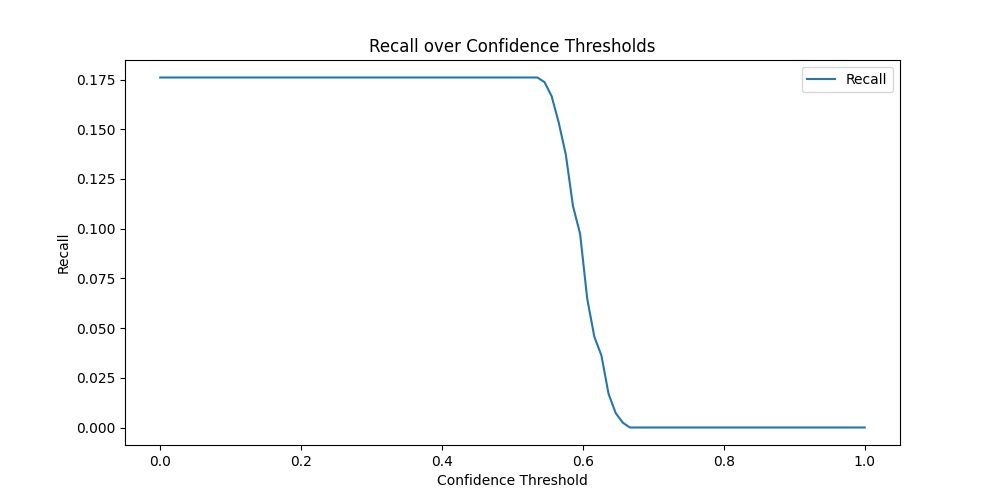 Recall over Confidence Thresholds
Recall
0.175
0.150
0.125
0.100
0.075
0.050
0.025
0.000
Recall
0.0 0.2 0.4 0.6 0.8 1.0
Confidence Threshold